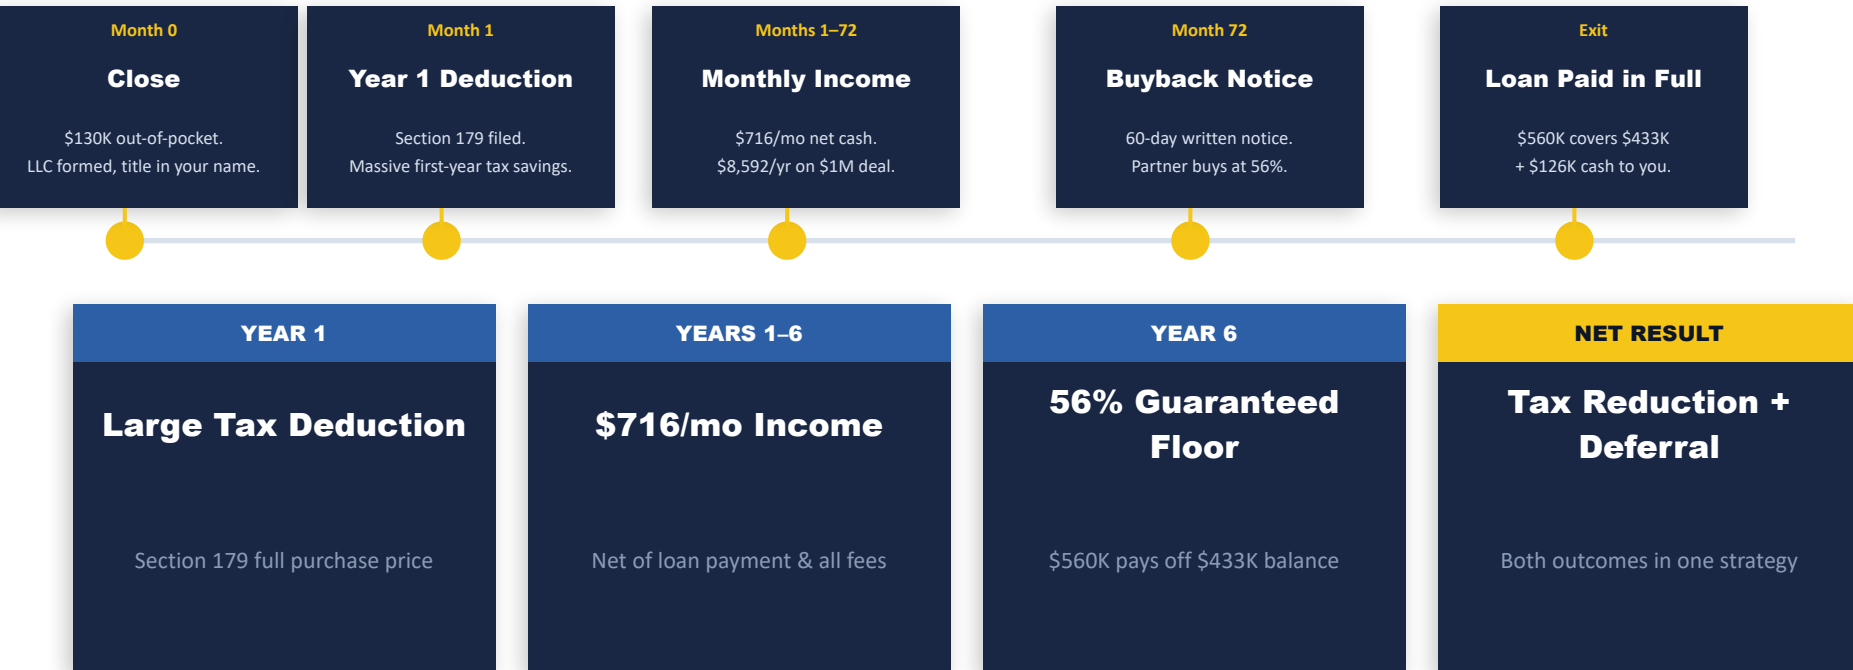 Month 0
Close
$130K out-of-pocket.
LLC formed, title in your name.
Month 1
Year 1 Deduction
Section 179 filed.
Massive first-year tax savings.
Months 1–72
Monthly Income
$716/mo net cash.
$8,592/yr on $1M deal.
Month 72
Buyback Notice
60-day written notice.
Partner buys at 56%.
Exit
Loan Paid in Full
$560K covers $433K
+ $126K cash to you.
YEAR 1
Large Tax Deduction
Section 179 full purchase price
YEARS 1–6
$716/mo Income
Net of loan payment & all fees
YEAR 6
56% Guaranteed
Floor
$560K pays off $433K balance
NET RESULT
Tax Reduction +
Deferral
Both outcomes in one strategy